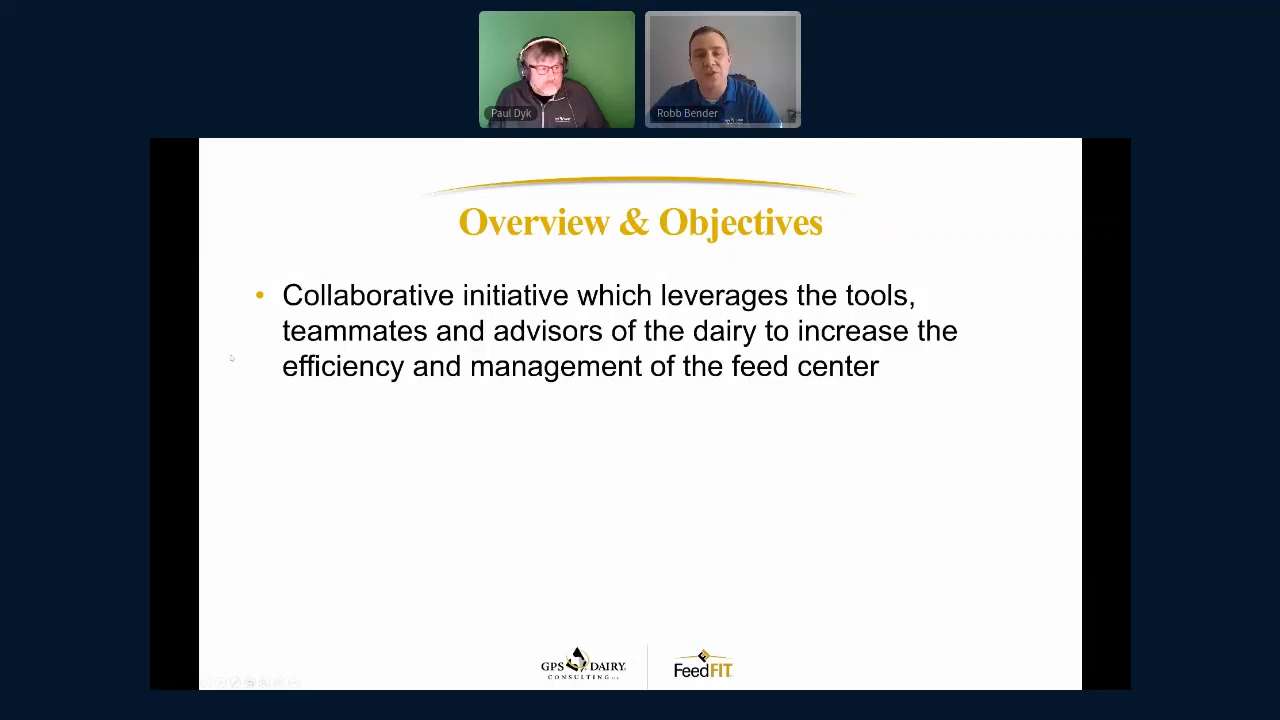 Paul Dyk
Robb Bender
Overview & Objectives
• Collaborative initiative which leverages the tools,
teammates and advisors of the dairy to increase the
efficiency and management of the feed center
GPS DAIRY
CONSULTING
FeedFIT